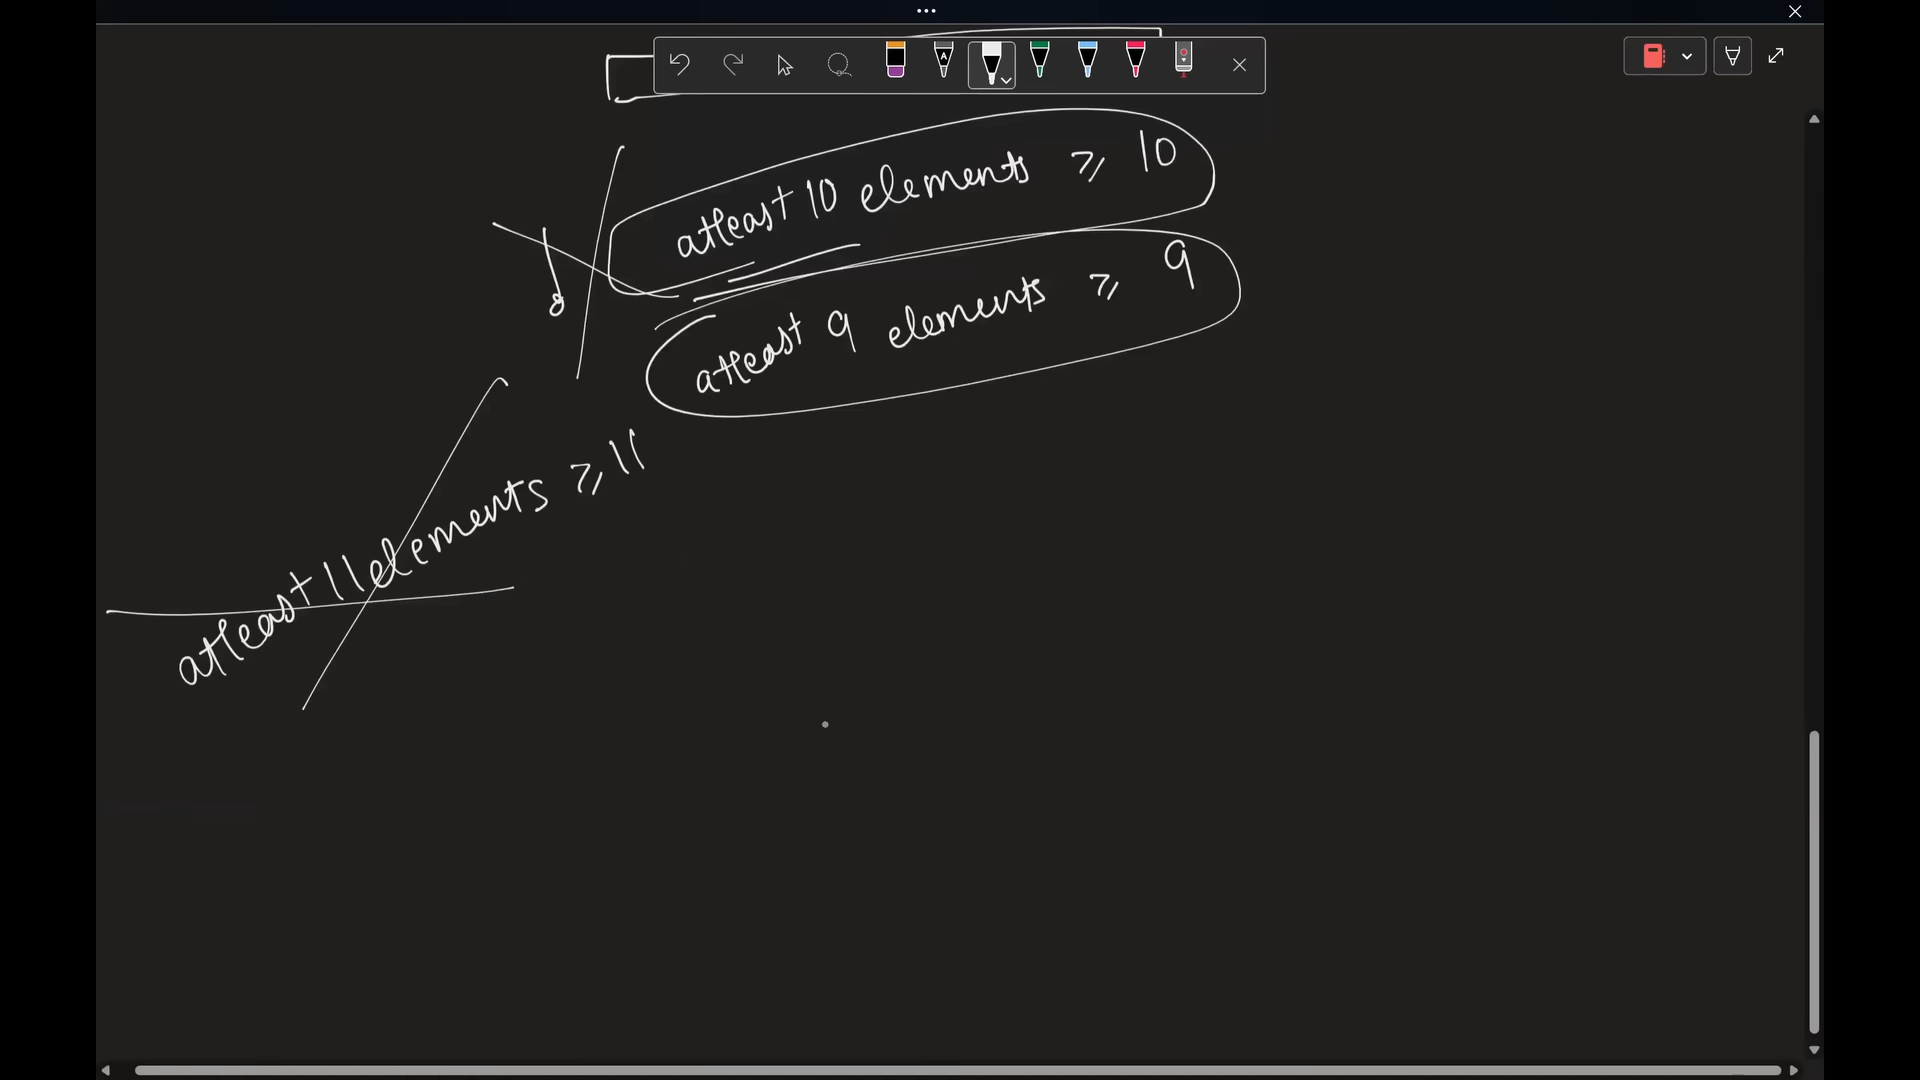 atleast 10 elements ⩾ 10
atleast 9 elements ⩾ 9
atleast 11 elements ⩾ 11